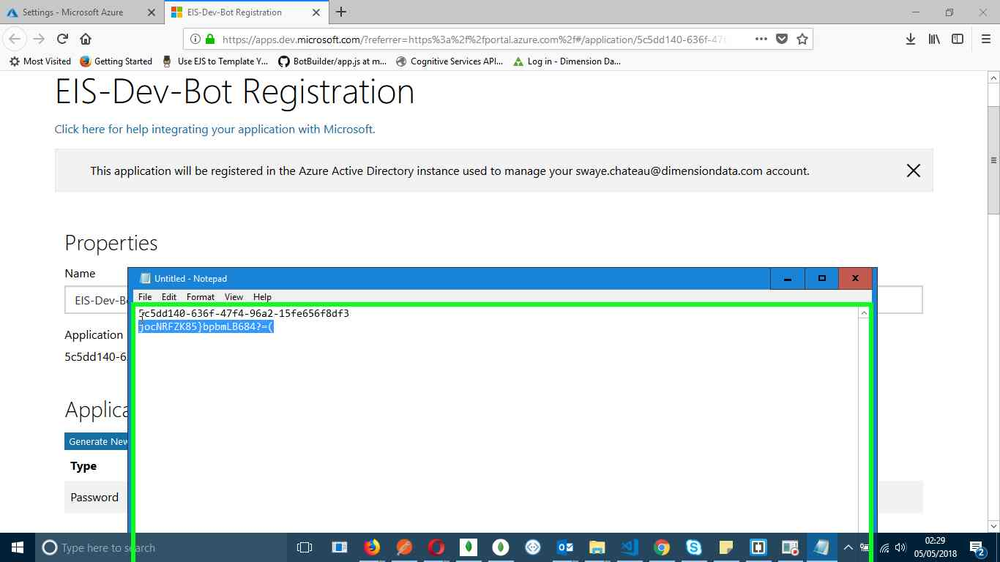 Settings - Microsoft Azure
EIS-Dev-Bot Registration
https://apps.dev.microsoft.com/?referrer=https%3a%2f%2fportal.azure.com%2f#/application/5c5dd140-636f-47f
Most Visited
Getting Started
Use EJS to Template Y...
BotBuilder/app.js at m...
Cognitive Services API...
Log in - Dimension Da...
EIS-Dev-Bot Registration
Click here for help integrating your application with Microsoft.
This application will be registered in the Azure Active Directory instance used to manage your swaye.chateau@dimensiondata.com account.
Properties
Name
EIS-Dev-B
Untitled - Notepad
File Edit Format View Help
5c5dd140-636f-47f4-96a2-15fe656f8df3
jocNRFZK85}bpbmLB684?=(
Application
5c5dd140-6
Applica
Generate New
Type
Password
Type here to search
02:29
05/05/2018
2